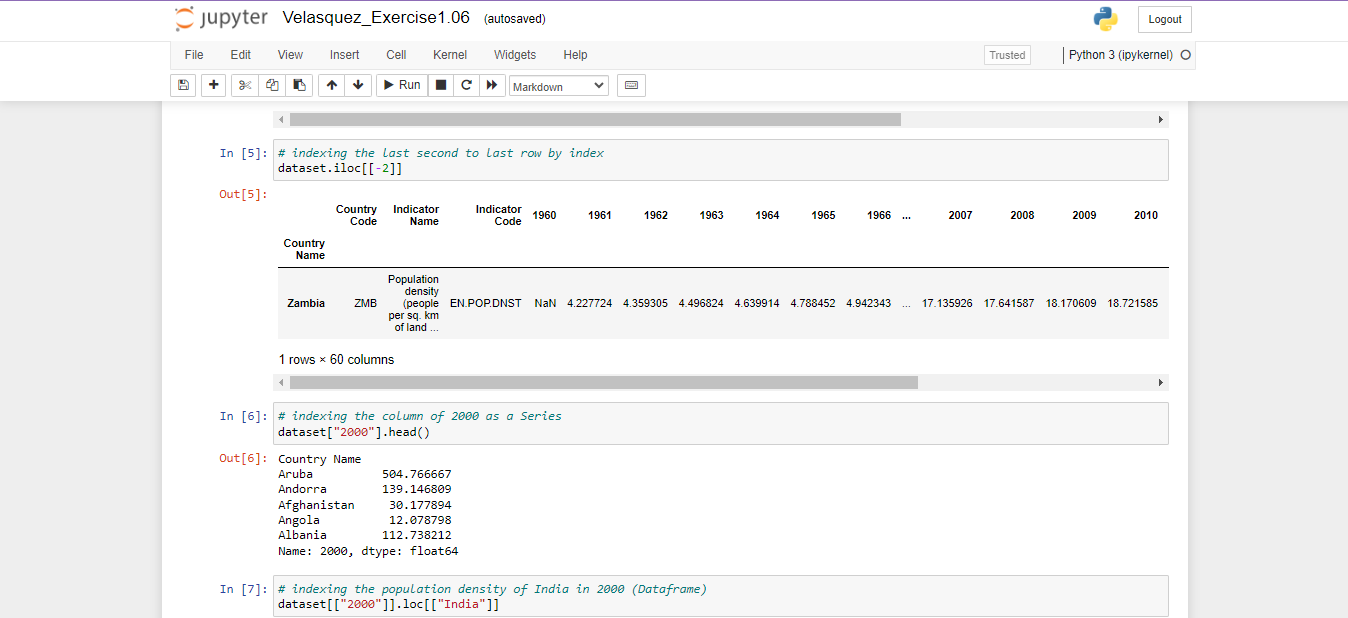 jupyter Velasquez_Exercise1.06 (autosaved) Logout
File Edit View Insert Cell Kernel Widgets Help Trusted Python 3 (ipykernel)
Run Markdown
In [5]: # indexing the last second to last row by index
dataset.iloc[[-2]]
Out[5]:
Country Code Indicator Name Indicator Code 1960 1961 1962 1963 1964 1965 1966 ... 2007 2008 2009 2010
Country Name
Zambia ZMB Population density (people per sq. km of land ... EN.POP.DNST NaN 4.227724 4.359305 4.496824 4.639914 4.788452 4.942343 ... 17.135926 17.641587 18.170609 18.721585
1 rows × 60 columns
In [6]: # indexing the column of 2000 as a Series
dataset["2000"].head()
Out[6]: Country Name
Aruba 504.766667
Andorra 139.146809
Afghanistan 30.177894
Angola 12.078798
Albania 112.738212
Name: 2000, dtype: float64
In [7]: # indexing the population density of India in 2000 (Dataframe)
dataset[["2000"]].loc[["India"]]